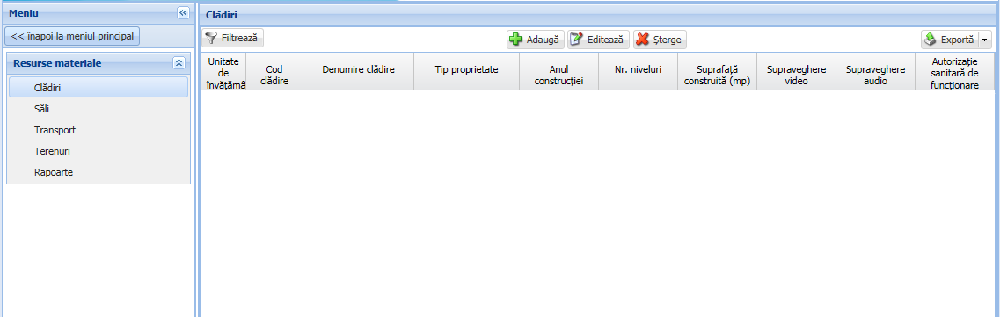 Meniu
<< înapoi la meniul principal
Resurse materiale
Clădiri
Săli
Transport
Terenuri
Rapoarte
Clădiri
Filtrează
Adaugă
Editează
Șterge
Exportă
Unitate
de
învățămâ
Cod
clădire
Denumire clădire
Tip proprietate
Anul
construcției
Nr. niveluri
Suprafață
construită (mp)
Supraveghere
video
Supraveghere
audio
Autorizație
sanitară de
funcționare